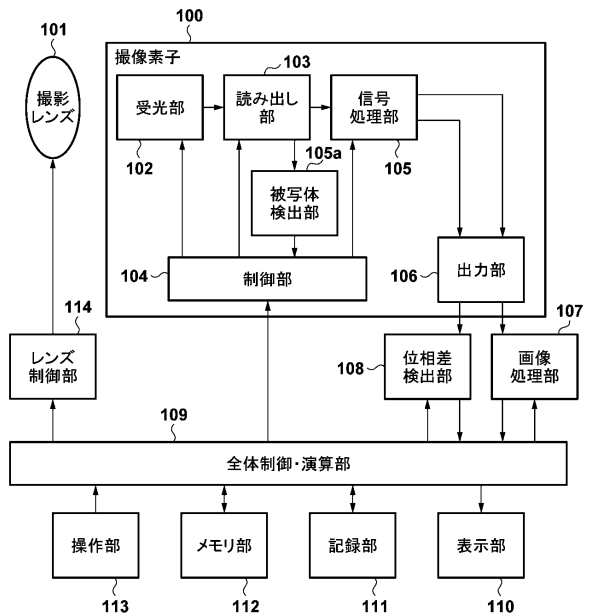 100
101
撮像素子
撮影
レンズ
受光部
102
103
読み出し
部
信号
処理部
105
105a
被写体
検出部
104
制御部
106
出力部
114
レンズ
制御部
108
位相差
検出部
107
画像
処理部
109
全体制御・演算部
操作部
113
メモリ部
112
記録部
111
表示部
110